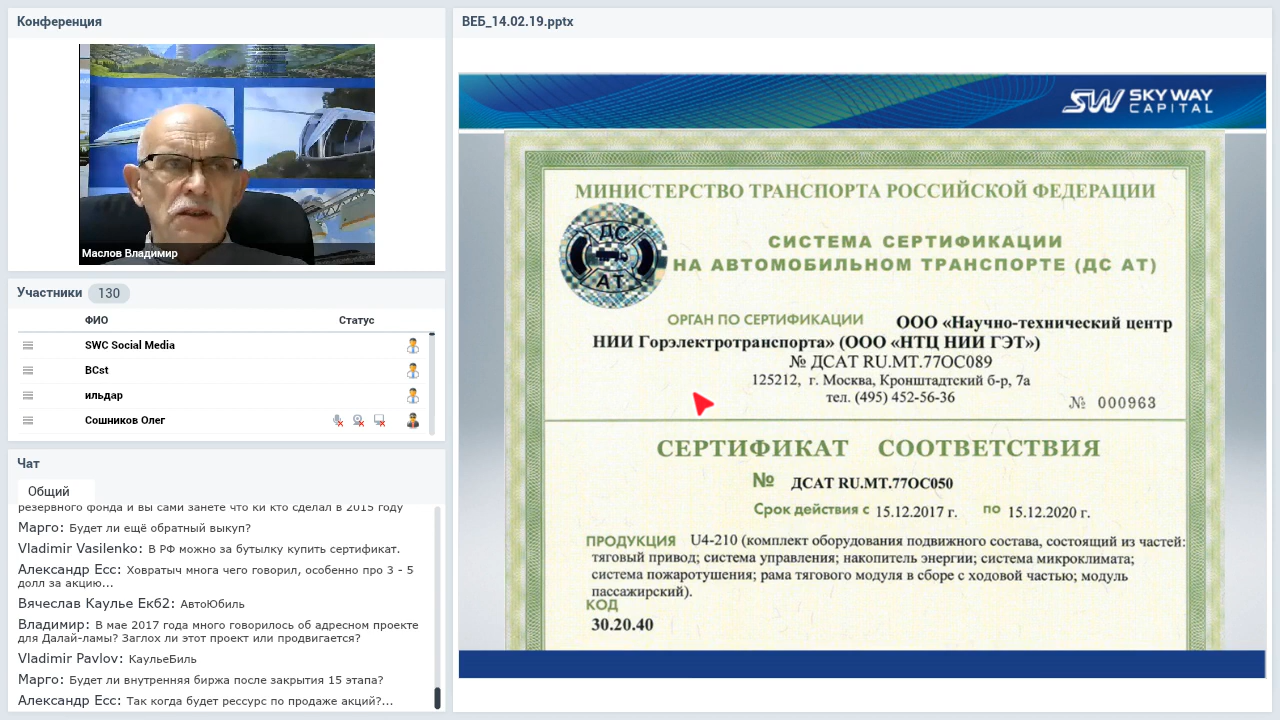 Конференция
Маслов Владимир
Участники 130
ФИО Статус
SWC Social Media
BCst
ильдар
Сошников Олег
Чат
Общий
резервного фонда и вы сами занете что ки кто сделал в 2015 году
Марго: Будет ли ещё обратный выкуп?
Vladimir Vasilenko: В РФ можно за бутылку купить сертификат.
Александр Есс: Ховратыч многа чего говорил, особенно про 3 - 5
долл за акцию...
Вячеслав Каулье Екб2: АвтоЮбиль
Владимир: В мае 2017 года много говорилось об адресном проекте
для Далай-ламы? Заглох ли этот проект или продвигается?
Vladimir Pavlov: КаульеБиль
Марго: Будет ли внутренняя биржа после закрытия 15 этапа?
Александр Есс: Так когда будет рессурс по продаже акций?...
ВЕБ_14.02.19.pptx
SW SKY WAY
CAPITAL
МИНИСТЕРСТВО ТРАНСПОРТА РОССИЙСКОЙ ФЕДЕРАЦИИ
ДС
АТ
СИСТЕМА СЕРТИФИКАЦИИ
НА АВТОМОБИЛЬНОМ ТРАНСПОРТЕ (ДС АТ)
ОРГАН ПО СЕРТИФИКАЦИИ ООО «Научно-технический центр
НИИ Горэлектротранспорта» (ООО «НТЦ НИИ ГЭТ»)
№ ДСАТ RU.MT.77ОС089
125212, г. Москва, Кронштадтский б-р, 7а
тел. (495) 452-56-36
№ 000963
СЕРТИФИКАТ СООТВЕТСТВИЯ
№ ДСАТ RU.MT.77ОС050
Срок действия с 15.12.2017 г. по 15.12.2020 г.
ПРОДУКЦИЯ U4-210 (комплект оборудования подвижного состава, состоящий из частей:
тяговый привод; система управления; накопитель энергии; система микроклимата;
система пожаротушения; рама тягового модуля в сборе с ходовой частью; модуль
пассажирский).
КОД
30.20.40